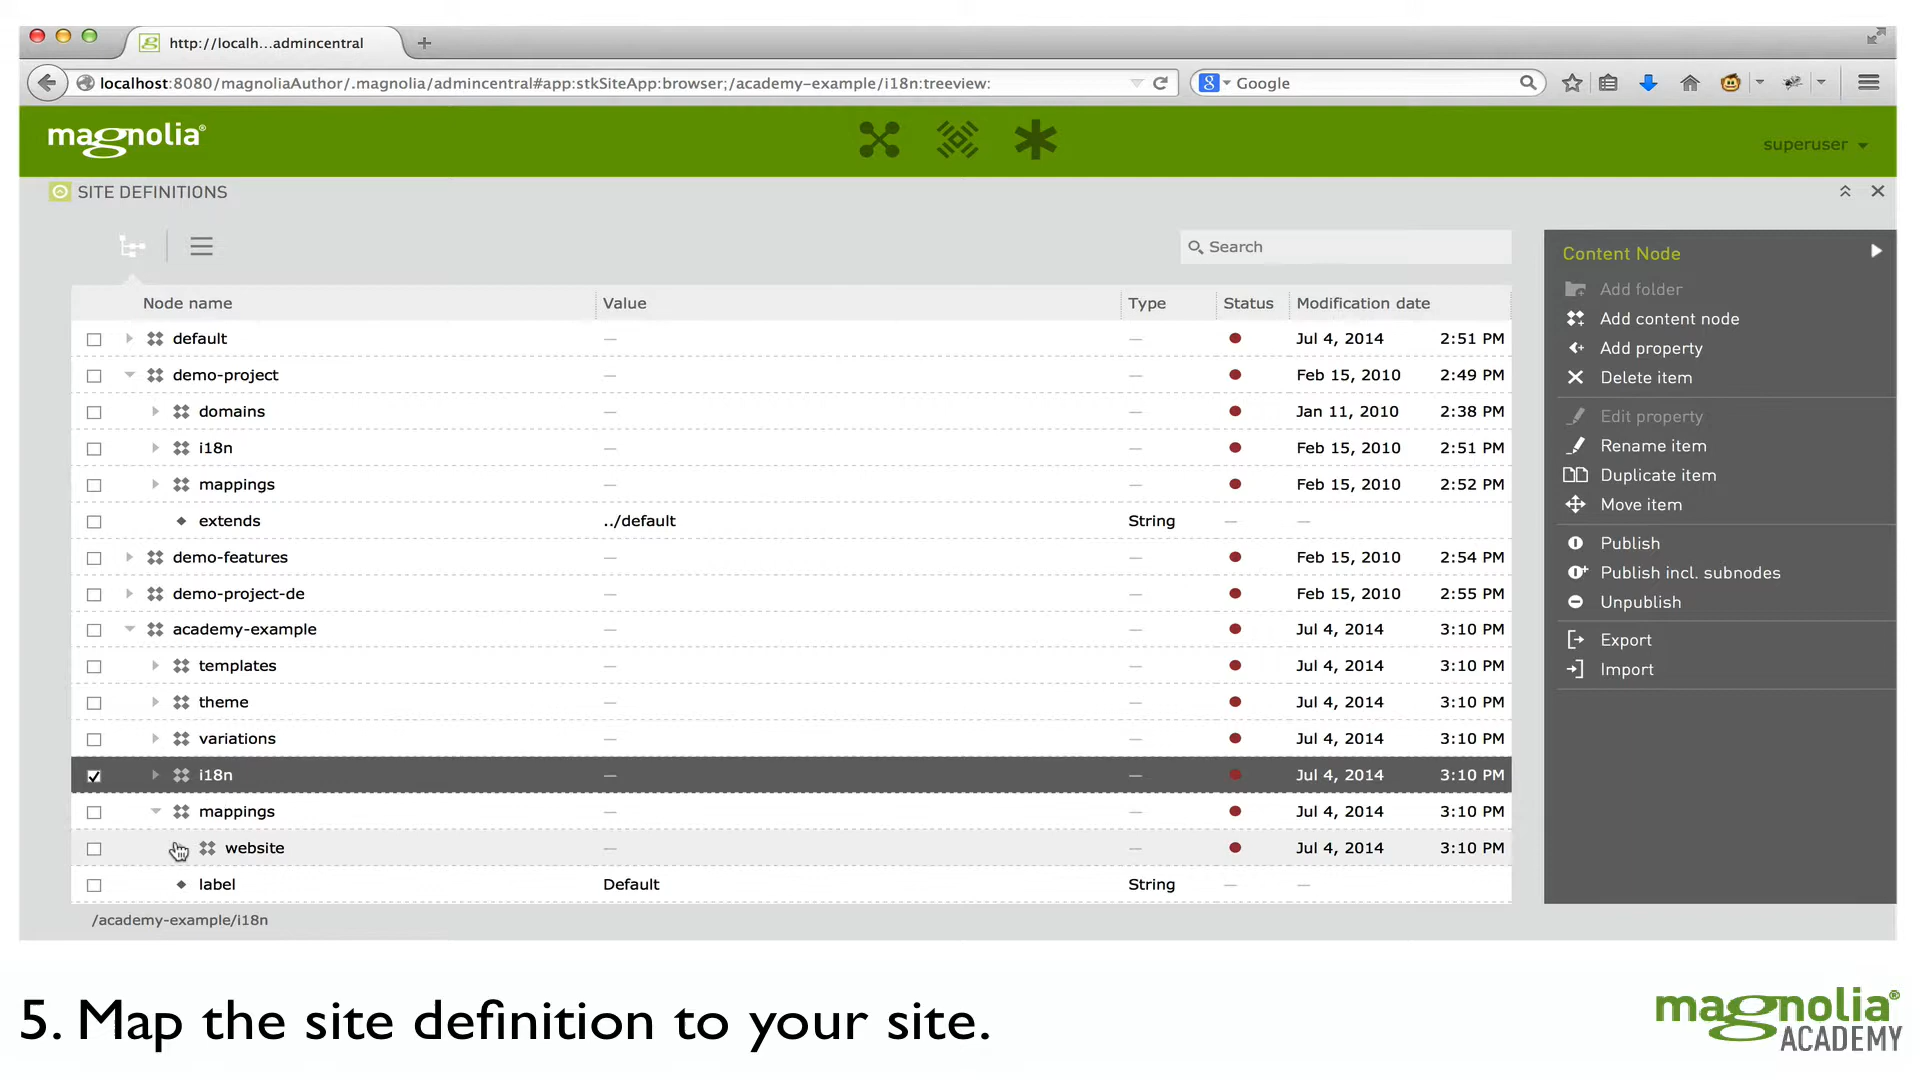 http://localh...admincentral
localhost:8080/magnoliaAuthor/.magnolia/admincentral#app:stkSiteApp:browser;/academy-example/i18n:treeview:
Google
magnolia®
superuser
SITE DEFINITIONS
Search
Node name Value Type Status Modification date
default — — Jul 4, 2014 2:51 PM
demo-project — — Feb 15, 2010 2:49 PM
domains — — Jan 11, 2010 2:38 PM
i18n — — Feb 15, 2010 2:51 PM
mappings — — Feb 15, 2010 2:52 PM
extends ../default String — —
demo-features — — Feb 15, 2010 2:54 PM
demo-project-de — — Feb 15, 2010 2:55 PM
academy-example — — Jul 4, 2014 3:10 PM
templates — — Jul 4, 2014 3:10 PM
theme — — Jul 4, 2014 3:10 PM
variations — — Jul 4, 2014 3:10 PM
i18n — — Jul 4, 2014 3:10 PM
mappings — — Jul 4, 2014 3:10 PM
website — — Jul 4, 2014 3:10 PM
label Default String — —
/academy-example/i18n
Content Node
Add folder
Add content node
Add property
Delete item
Edit property
Rename item
Duplicate item
Move item
Publish
Publish incl. subnodes
Unpublish
Export
Import
5. Map the site definition to your site.
magnolia®
ACADEMY